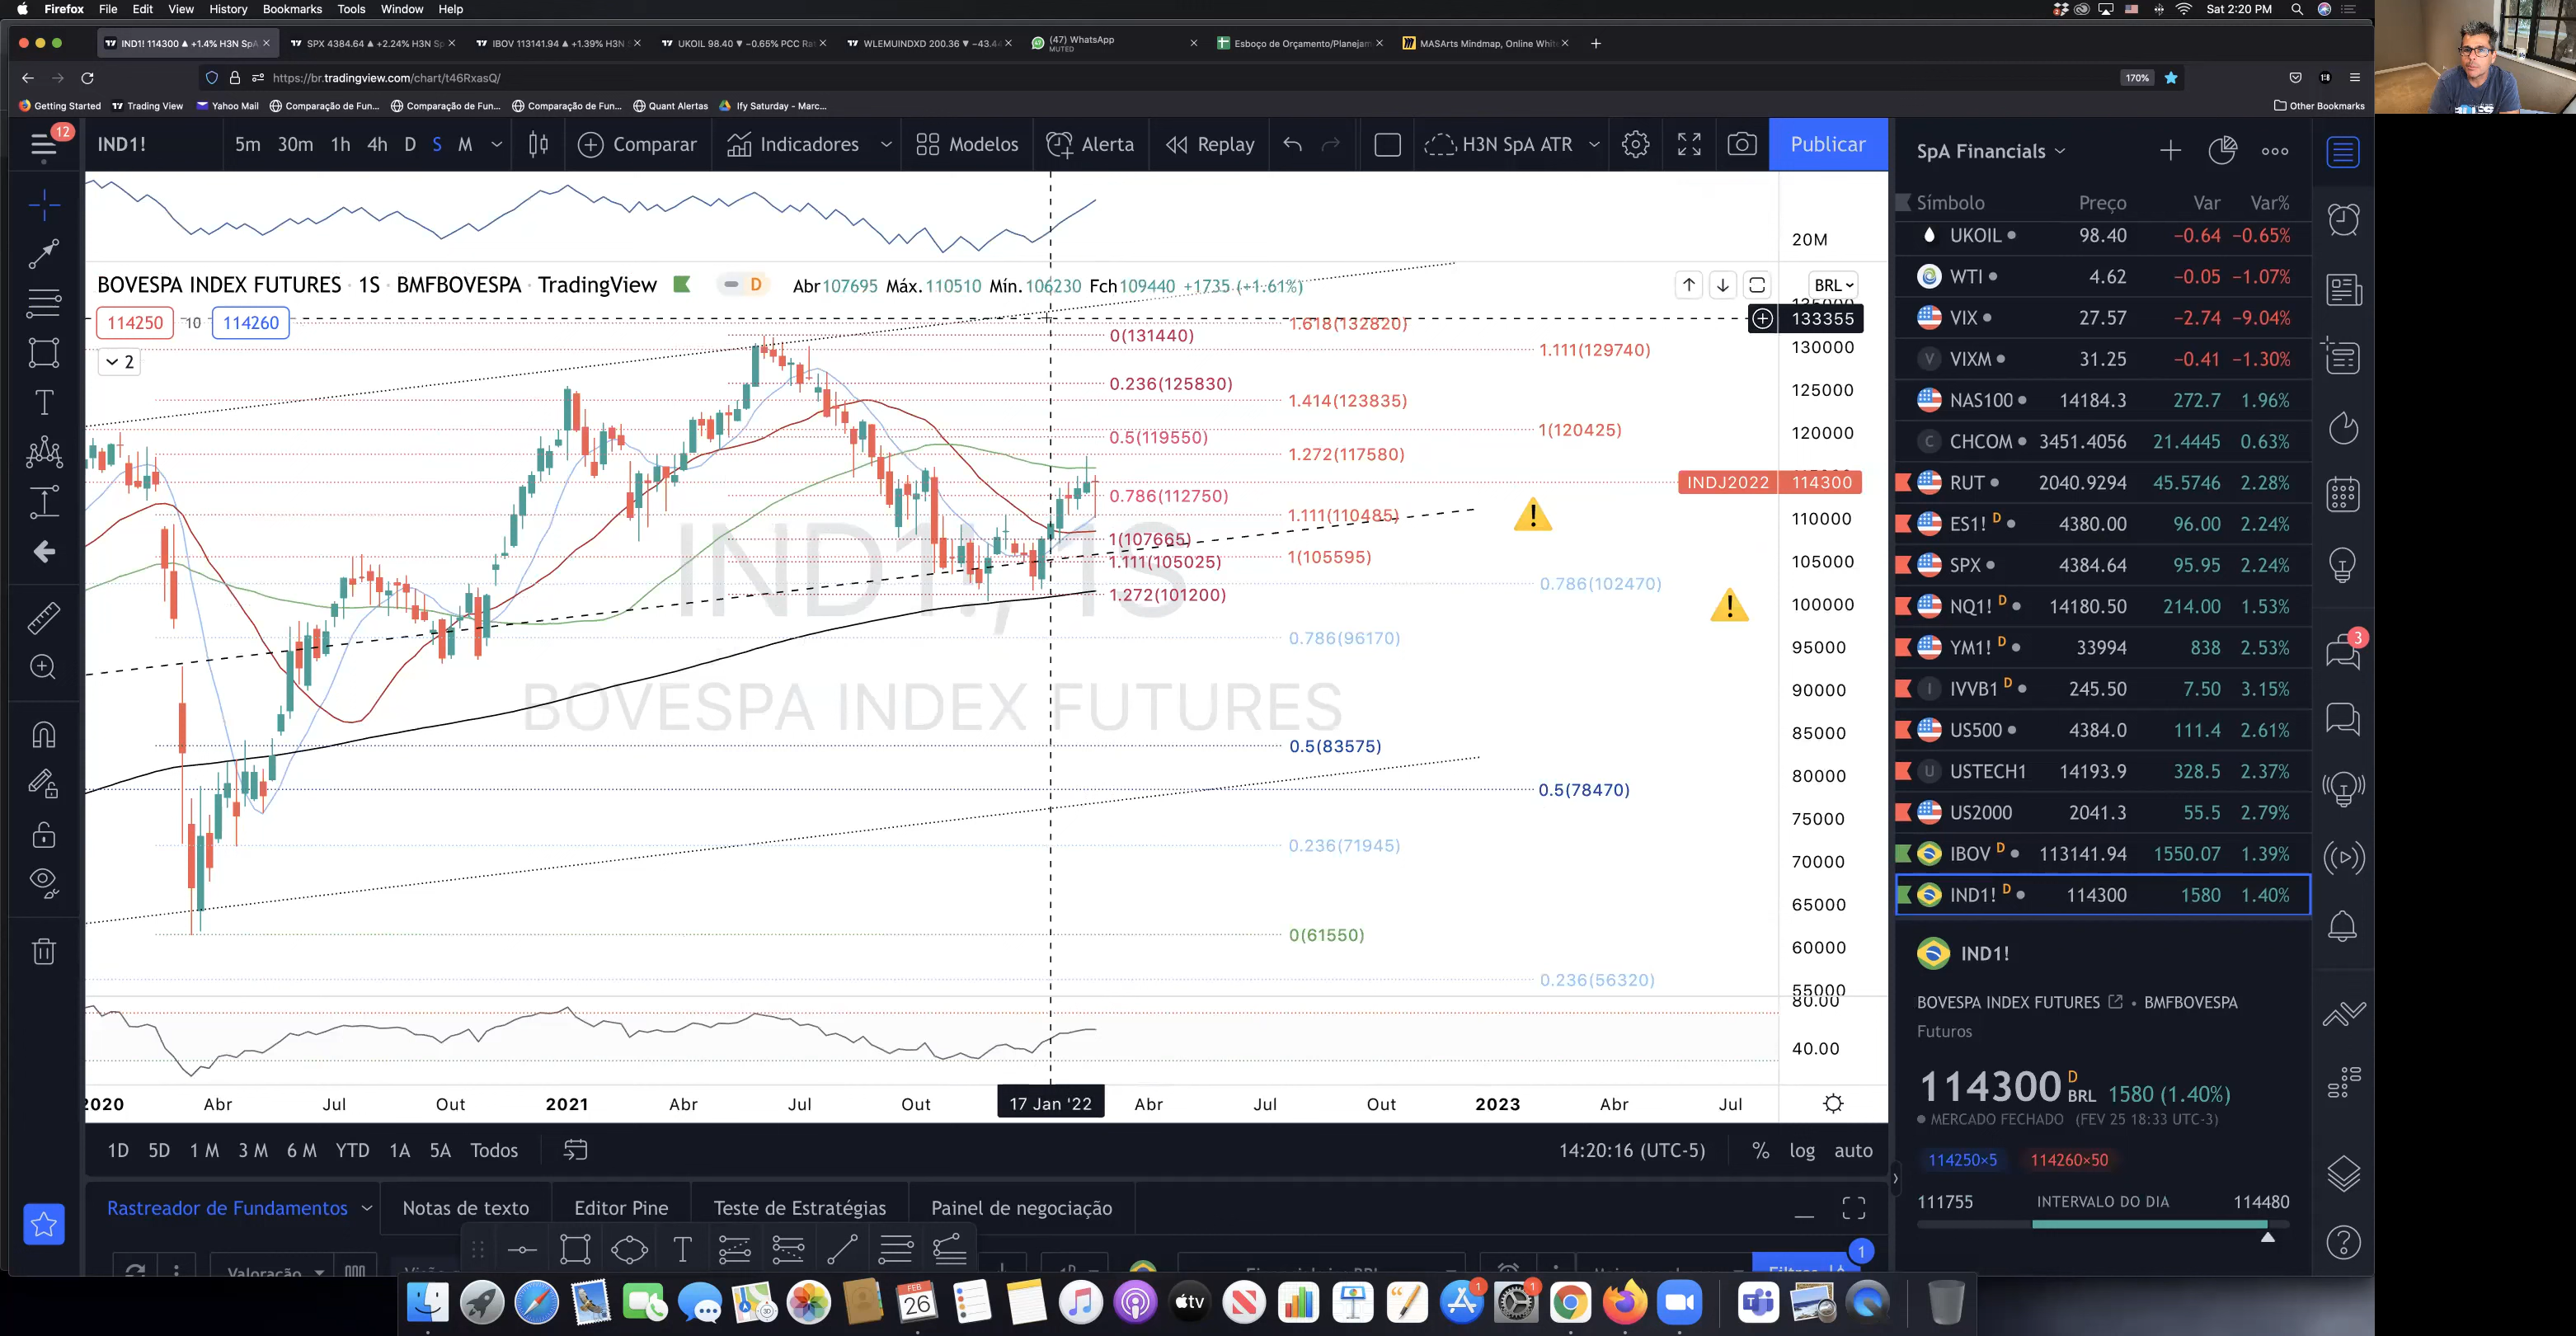 Firefox File Edit View History Bookmarks Tools Window Help
Sat 2:20 PM
IND1! 114300 ▲ +1.4% H3N SpA
SPX 4384.64 ▲ +2.24% H3N Sp
IBOV 113141.94 ▲ +1.39% H3N
UKOIL 98.40 ▼ −0.65% PCC Ra
WLEMUINDXD 200.36 ▼ −43.4
(47) WhatsApp
MUTED
Esboço de Orçamento/Planejam
MASArts Mindmap, Online Whit
https://br.tradingview.com/chart/t46RxasQ/
170%
Getting Started Trading View Yahoo Mail Comparação de Fun... Comparação de Fun... Comparação de Fun... Quant Alertas Ify Saturday - Marc...
Other Bookmarks
12
IND1! 5m 30m 1h 4h D S M Comparar Indicadores Modelos Alerta Replay H3N SpA ATR Publicar
20M
BOVESPA INDEX FUTURES · 1S · BMFBOVESPA · TradingView
D
Abr107695 Máx.110510 Mín.106230 Fch109440 +1735 (+1.61%)
BRL
114250 10 114260
2
135000
133355
130000
125000
120000
INDJ2022 114300
110000
105000
100000
95000
90000
85000
80000
75000
70000
65000
60000
55000
80.00
40.00
1.618(132820)
0(131440)
1.111(129740)
0.236(125830)
1.414(123835)
1(120425)
0.5(119550)
1.272(117580)
0.786(112750)
1.111(110485)
1(107665)
1(105595)
1.111(105025)
0.786(102470)
1.272(101200)
0.786(96170)
0.5(83575)
0.5(78470)
0.236(71945)
0(61550)
0.236(56320)
IND1!, 1S
BOVESPA INDEX FUTURES
2020 Abr Jul Out 2021 Abr Jul Out 17 Jan '22 Abr Jul Out 2023 Abr Jul
1D 5D 1 M 3 M 6 M YTD 1A 5A Todos
14:20:16 (UTC-5) % log auto
Rastreador de Fundamentos Notas de texto Editor Pine Teste de Estratégias Painel de negociação
Valoração
1
SpA Financials
Símbolo Preço Var Var%
UKOIL 98.40 −0.64 −0.65%
WTI 4.62 −0.05 −1.07%
VIX 27.57 −2.74 −9.04%
V VIXM 31.25 −0.41 −1.30%
NAS100 14184.3 272.7 1.96%
C CHCOM 3451.4056 21.4445 0.63%
RUT 2040.9294 45.5746 2.28%
ES1! D 4380.00 96.00 2.24%
SPX 4384.64 95.95 2.24%
NQ1! D 14180.50 214.00 1.53%
YM1! D 33994 838 2.53%
I IVVB1 D 245.50 7.50 3.15%
US500 4384.0 111.4 2.61%
U USTECH1 14193.9 328.5 2.37%
US2000 2041.3 55.5 2.79%
IBOV D 113141.94 1550.07 1.39%
IND1! D 114300 1580 1.40%
IND1!
BOVESPA INDEX FUTURES • BMFBOVESPA
Futuros
114300 D BRL 1580 (1.40%)
MERCADO FECHADO (FEV 25 18:33 UTC-3)
114250×5 114260×50
111755 INTERVALO DO DIA 114480
3
FEB
26
tv
1
1